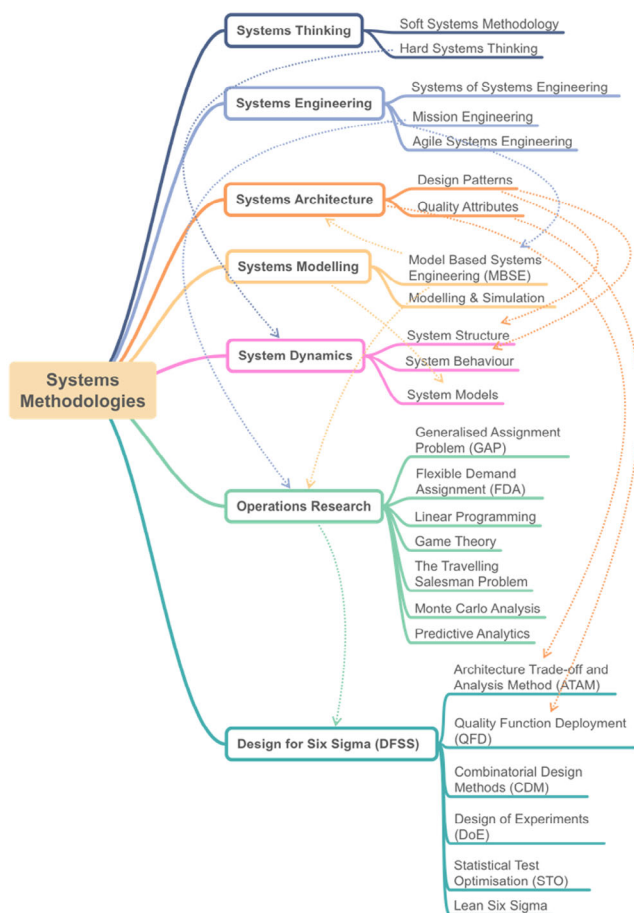 Systems Thinking
Soft Systems Methodology
Hard Systems Thinking
Systems Engineering
Systems of Systems Engineering
Mission Engineering
Agile Systems Engineering
Systems Architecture
Design Patterns
Quality Attributes
Systems Modelling
Model Based Systems
Engineering (MBSE)
Modelling & Simulation
Systems
Methodologies
System Dynamics
System Structure
System Behaviour
System Models
Operations Research
Generalised Assignment
Problem (GAP)
Flexible Demand
Assignment (FDA)
Linear Programming
Game Theory
The Travelling
Salesman Problem
Monte Carlo Analysis
Predictive Analytics
Design for Six Sigma (DFSS)
Architecture Trade-off and
Analysis Method (ATAM)
Quality Function Deployment
(QFD)
Combinatorial Design
Methods (CDM)
Design of Experiments
(DoE)
Statistical Test
Optimisation (STO)
Lean Six Sigma